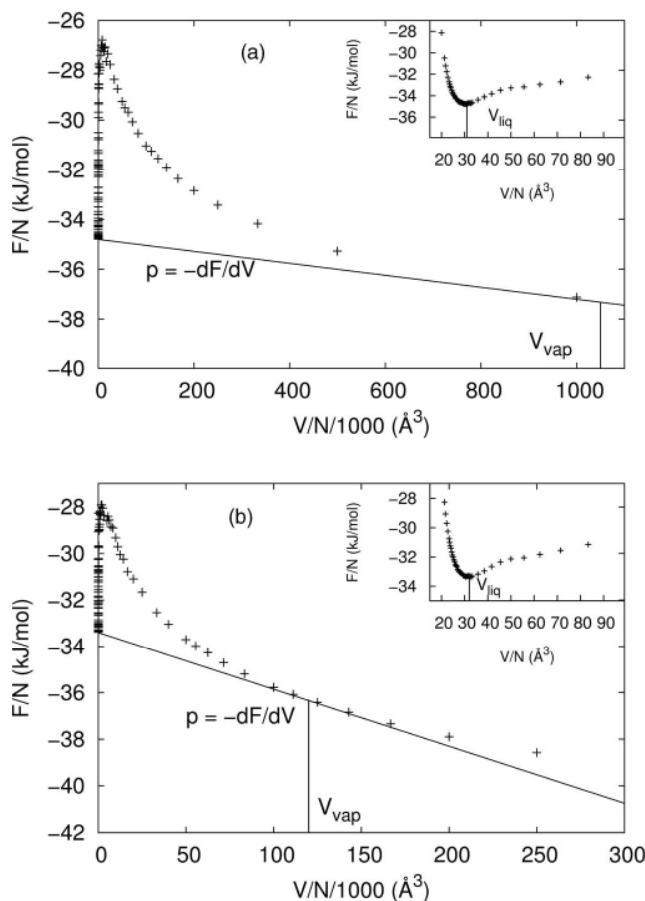 (a)
F/N (kJ/mol)
-26
-28
-30
-32
-34
-36
-38
-40
0 200 400 600 800 1000
V/N/1000 (Å³)
p = -dF/dV
V_vap
F/N (kJ/mol)
-28
-30
-32
-34
-36
V_liq
20 30 40 50 60 70 80 90
V/N (Å³)
(b)
F/N (kJ/mol)
-28
-30
-32
-34
-36
-38
-40
-42
0 50 100 150 200 250 300
V/N/1000 (Å³)
p = -dF/dV
V_vap
F/N (kJ/mol)
-28
-30
-32
-34
V_liq
20 30 40 50 60 70 80 90
V/N (Å³)